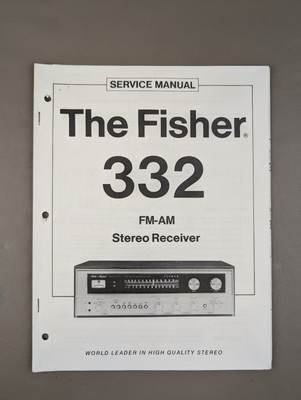 SERVICE MANUAL
The Fisher®
332
FM-AM
Stereo Receiver
WORLD LEADER IN HIGH QUALITY STEREO